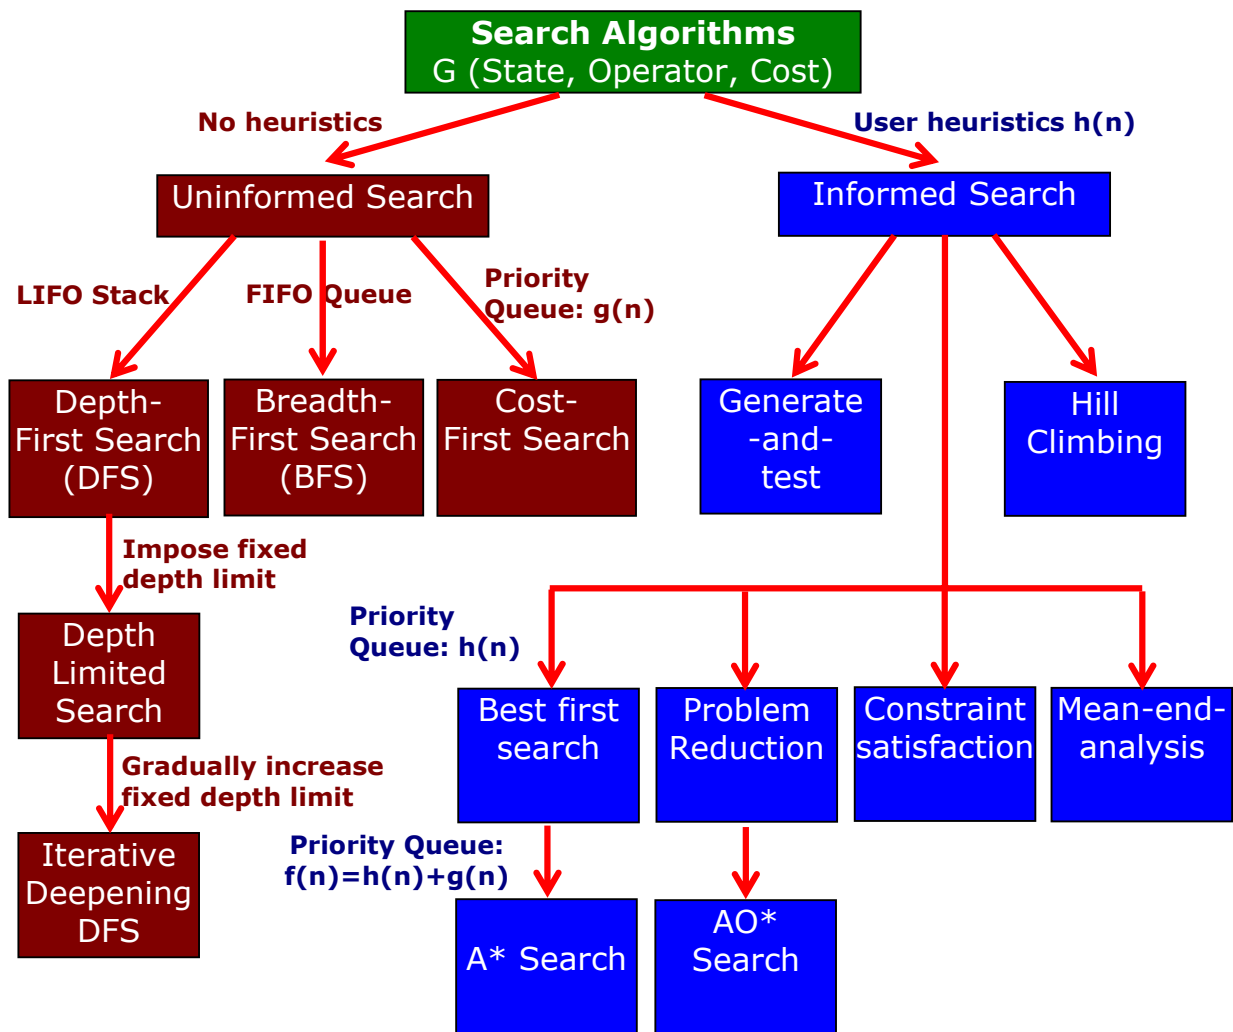 Search Algorithms
G (State, Operator, Cost)
No heuristics
User heuristics h(n)
Uninformed Search
Informed Search
LIFO Stack
FIFO Queue
Priority
Queue: g(n)
Depth-
First Search
(DFS)
Breadth-
First Search
(BFS)
Cost-
First Search
Generate
-and-
test
Hill
Climbing
Impose fixed
depth limit
Depth
Limited
Search
Priority
Queue: h(n)
Best first
search
Problem
Reduction
Constraint
satisfaction
Mean-end-
analysis
Gradually increase
fixed depth limit
Iterative
Deepening
DFS
Priority Queue:
f(n)=h(n)+g(n)
A* Search
AO*
Search